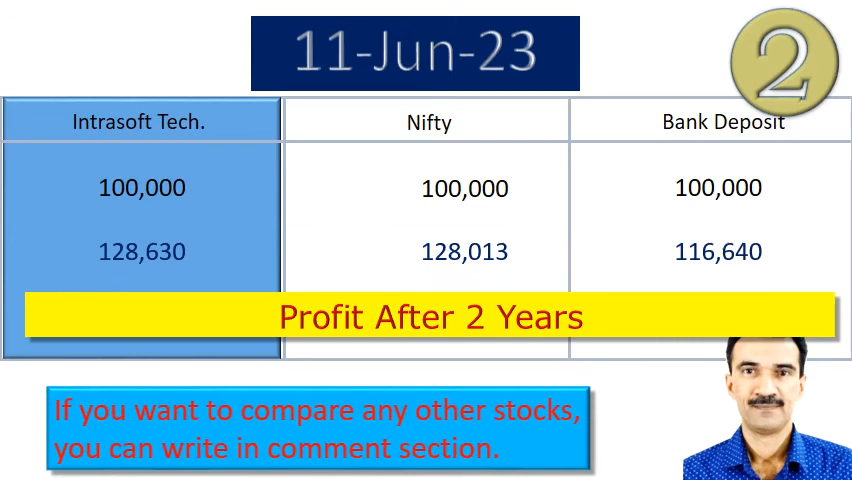 11-Jun-23
2
Intrasoft Tech. Nifty Bank Deposit
100,000 100,000 100,000
128,630 128,013 116,640
Profit After 2 Years
If you want to compare any other stocks,
you can write in comment section.